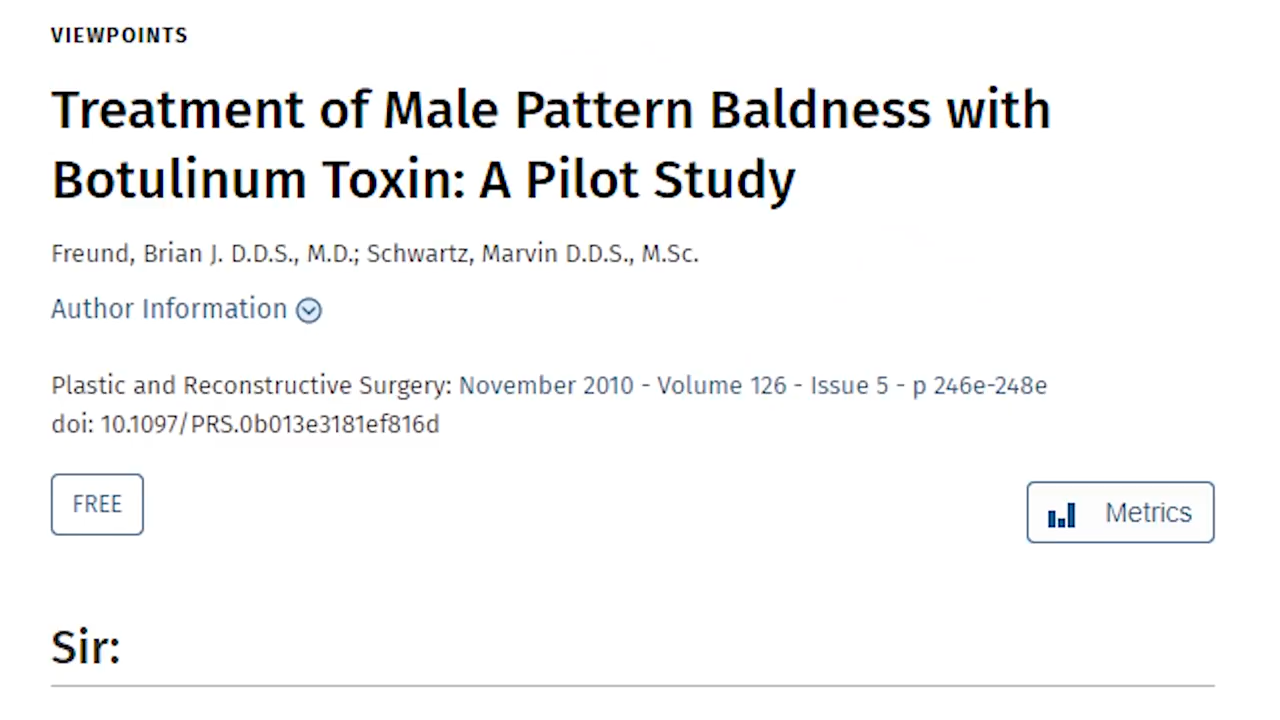 VIEWPOINTS
Treatment of Male Pattern Baldness with
Botulinum Toxin: A Pilot Study
Freund, Brian J. D.D.S., M.D.; Schwartz, Marvin D.D.S., M.Sc.
Author Information
Plastic and Reconstructive Surgery: November 2010 - Volume 126 - Issue 5 - p 246e-248e
doi: 10.1097/PRS.0b013e3181ef816d
FREE
Metrics
Sir: